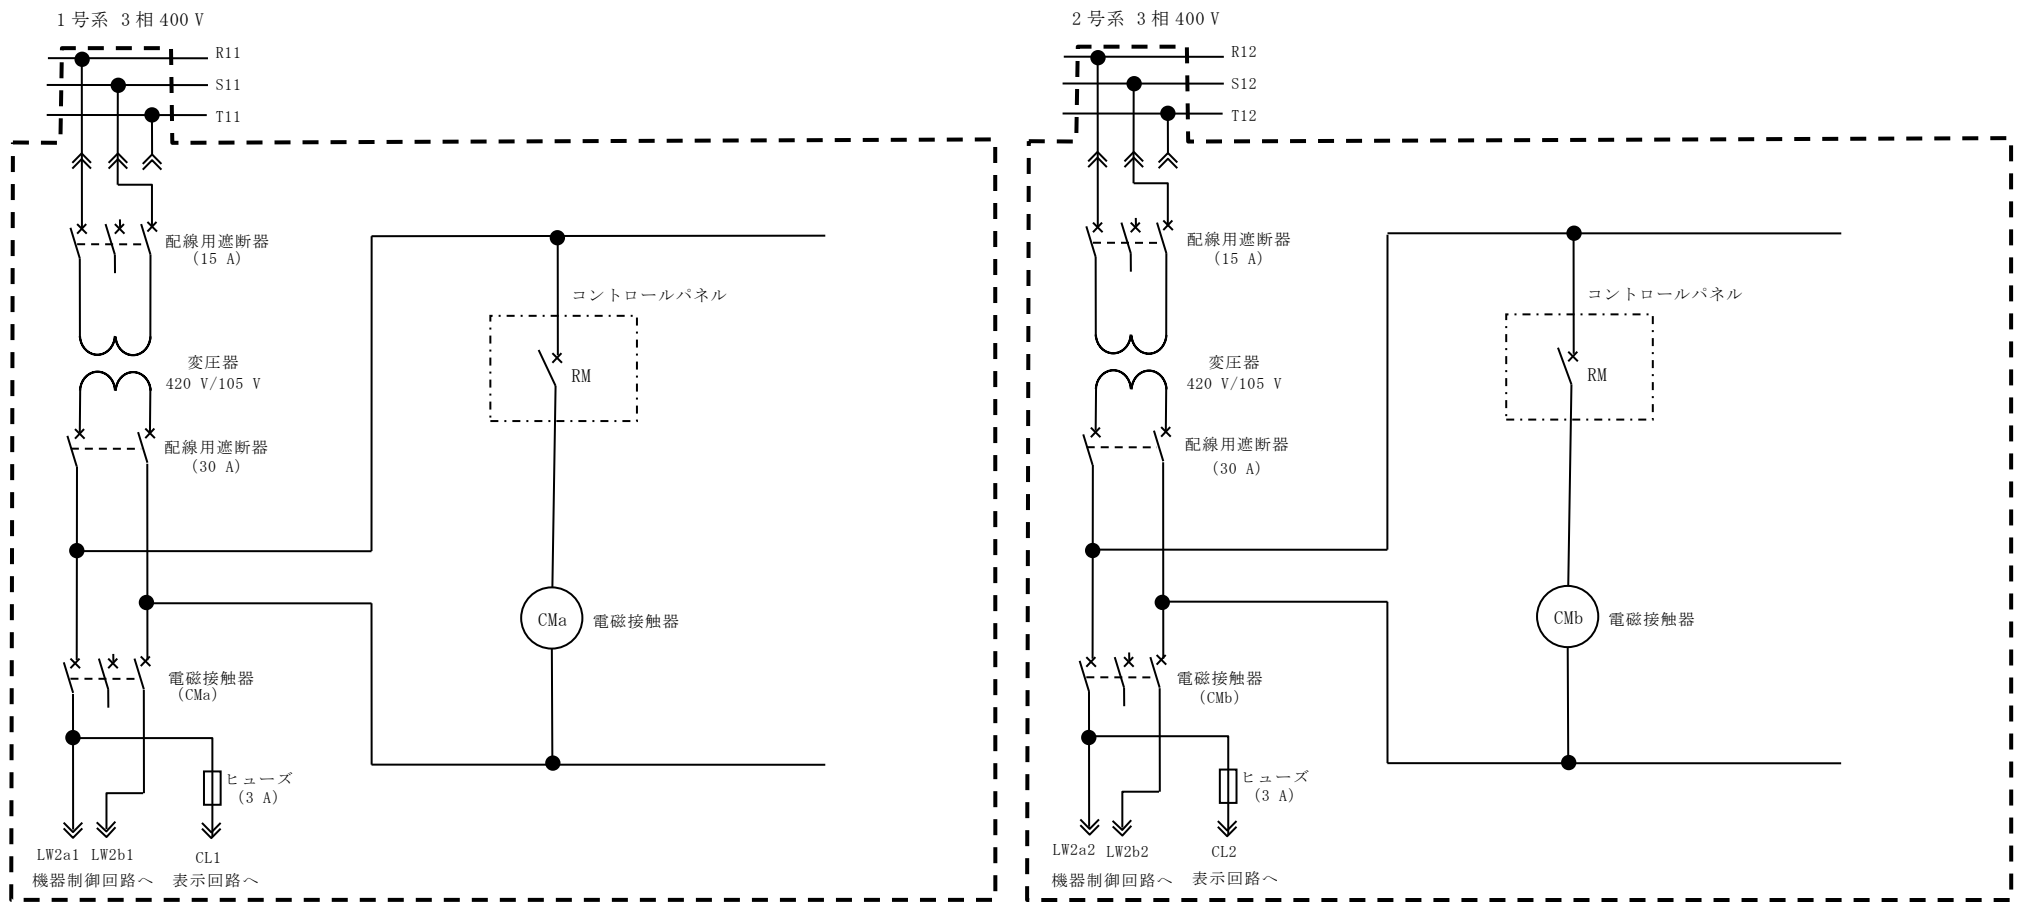 1号系 3相400V
R11
S11
T11
配線用遮断器
(15 A)
コントロールパネル
変圧器
420 V/105 V
RM
配線用遮断器
(30 A)
CMa
電磁接触器
電磁接触器
(CMa)
ヒューズ
(3 A)
LW2a1 LW2b1
CL1
機器制御回路へ 表示回路へ
2号系 3相400V
R12
S12
T12
配線用遮断器
(15 A)
コントロールパネル
変圧器
420 V/105 V
RM
配線用遮断器
(30 A)
CMb
電磁接触器
電磁接触器
(CMb)
ヒューズ
(3 A)
LW2a2 LW2b2
CL2
機器制御回路へ 表示回路へ